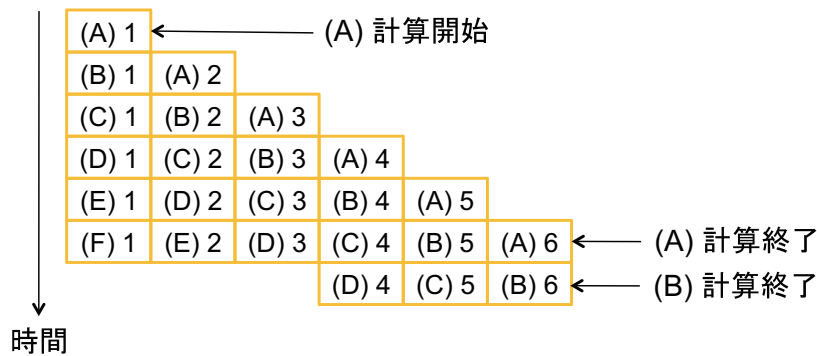 (A) 1 (A) 計算開始
(B) 1 (A) 2
(C) 1 (B) 2 (A) 3
(D) 1 (C) 2 (B) 3 (A) 4
(E) 1 (D) 2 (C) 3 (B) 4 (A) 5
(F) 1 (E) 2 (D) 3 (C) 4 (B) 5 (A) 6 (A) 計算終了
(D) 4 (C) 5 (B) 6 (B) 計算終了
時間